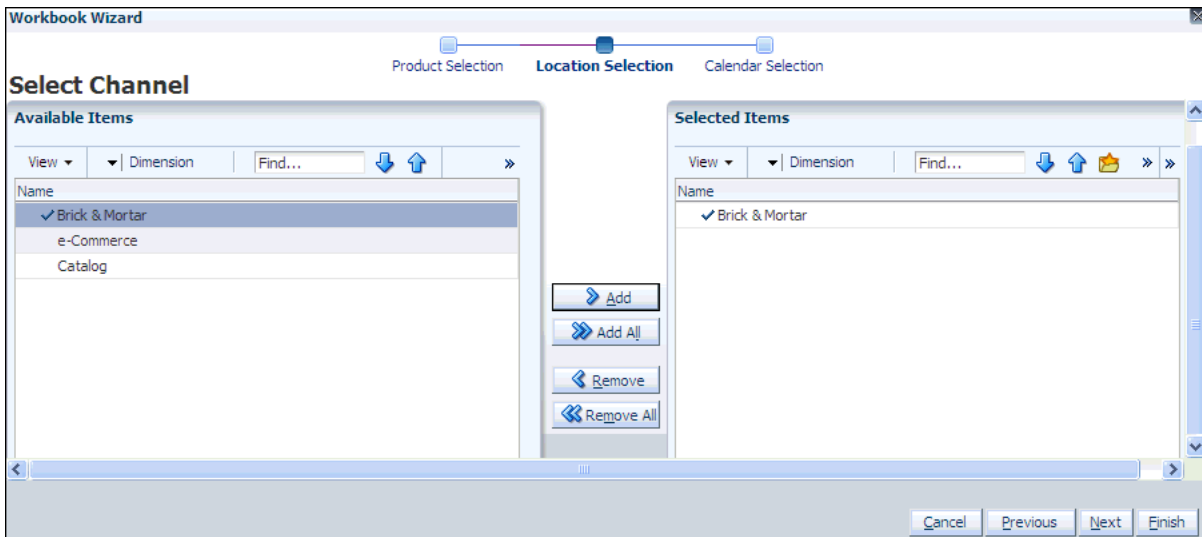 Workbook Wizard
Product Selection
Location Selection
Calendar Selection
Select Channel
Available Items
View
Dimension
Find...
»
Name
Brick & Mortar
e-Commerce
Catalog
Add
Add All
Remove
Remove All
Selected Items
View
Dimension
Find...
» »
Name
Brick & Mortar
Cancel
Previous
Next
Finish